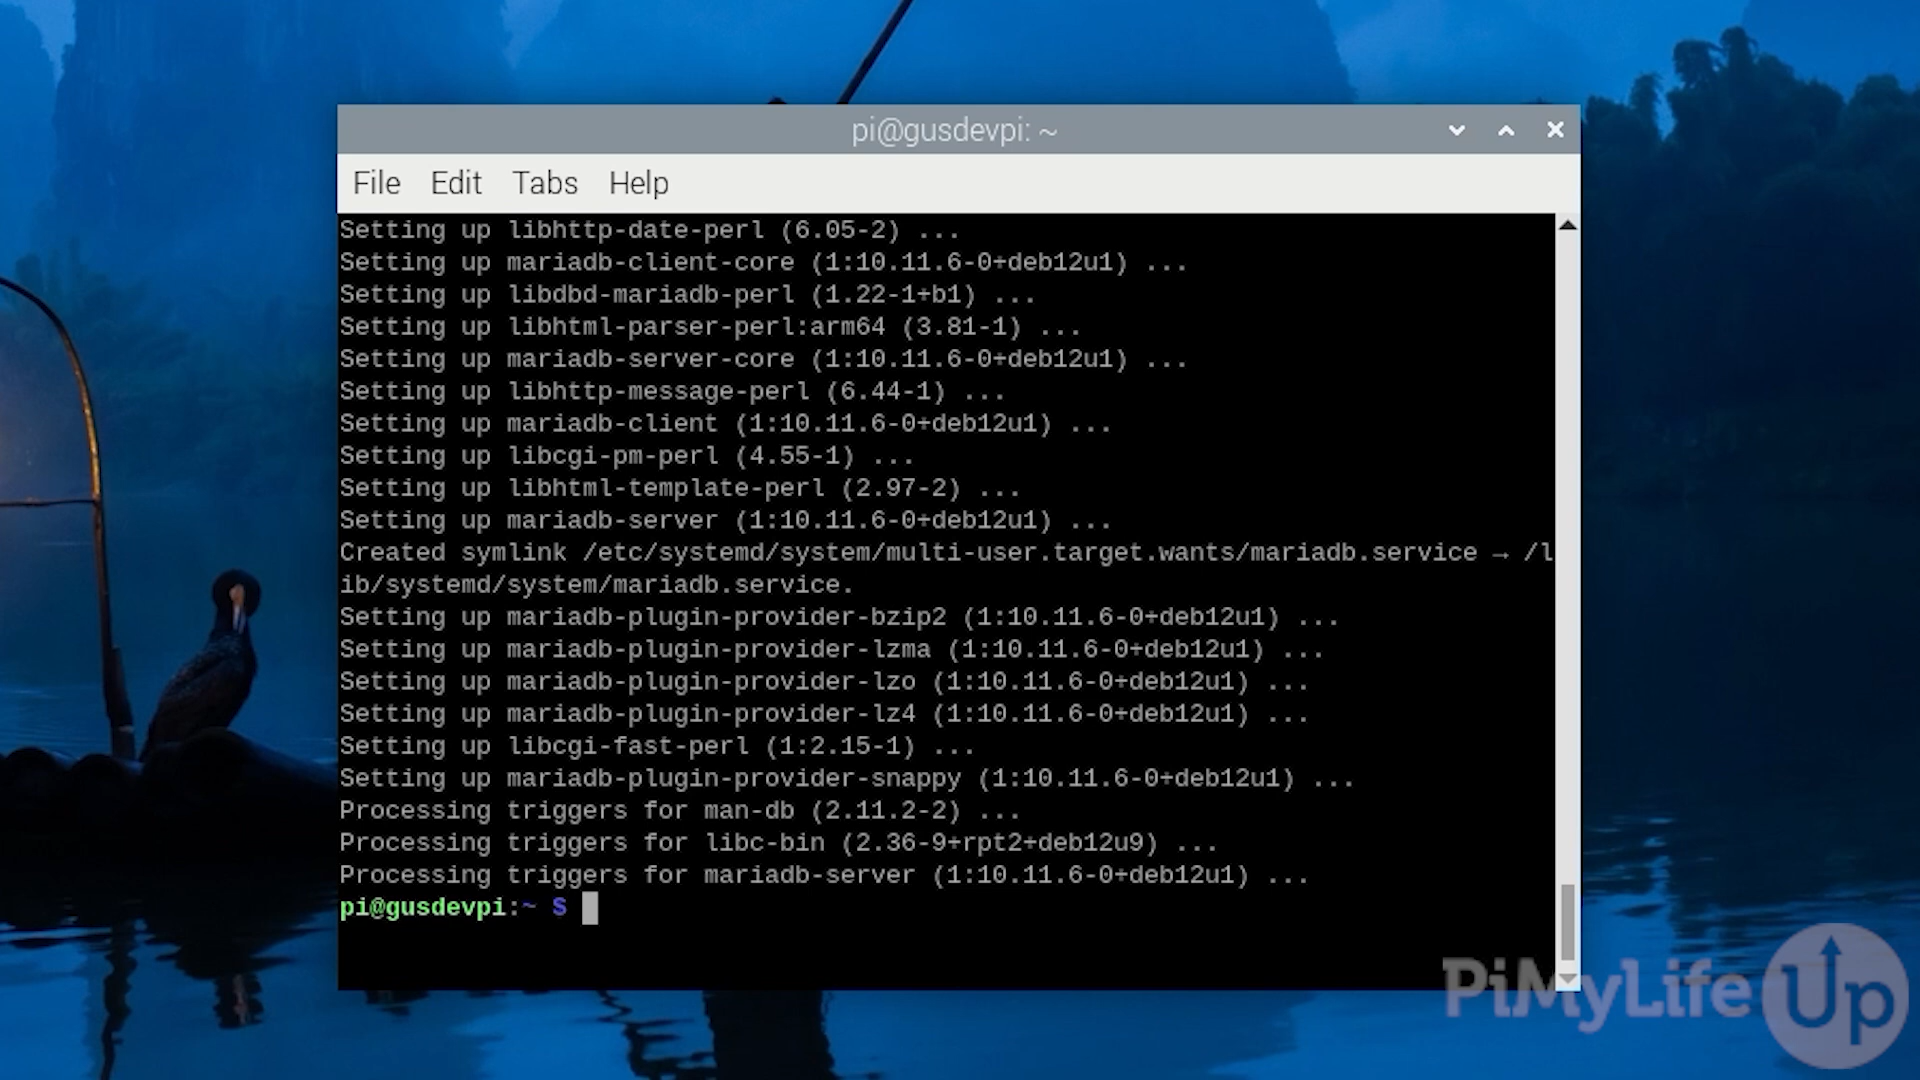 pi@gusdevpi: ~
File Edit Tabs Help
Setting up libhttp-date-perl (6.05-2) ...
Setting up mariadb-client-core (1:10.11.6-0+deb12u1) ...
Setting up libdbd-mariadb-perl (1.22-1+b1) ...
Setting up libhtml-parser-perl:arm64 (3.81-1) ...
Setting up mariadb-server-core (1:10.11.6-0+deb12u1) ...
Setting up libhttp-message-perl (6.44-1) ...
Setting up mariadb-client (1:10.11.6-0+deb12u1) ...
Setting up libcgi-pm-perl (4.55-1) ...
Setting up libhtml-template-perl (2.97-2) ...
Setting up mariadb-server (1:10.11.6-0+deb12u1) ...
Created symlink /etc/systemd/system/multi-user.target.wants/mariadb.service → /l
ib/systemd/system/mariadb.service.
Setting up mariadb-plugin-provider-bzip2 (1:10.11.6-0+deb12u1) ...
Setting up mariadb-plugin-provider-lzma (1:10.11.6-0+deb12u1) ...
Setting up mariadb-plugin-provider-lzo (1:10.11.6-0+deb12u1) ...
Setting up mariadb-plugin-provider-lz4 (1:10.11.6-0+deb12u1) ...
Setting up libcgi-fast-perl (1:2.15-1) ...
Setting up mariadb-plugin-provider-snappy (1:10.11.6-0+deb12u1) ...
Processing triggers for man-db (2.11.2-2) ...
Processing triggers for libc-bin (2.36-9+rpt2+deb12u9) ...
Processing triggers for mariadb-server (1:10.11.6-0+deb12u1) ...
pi@gusdevpi:~ $
PiMyLifeUp